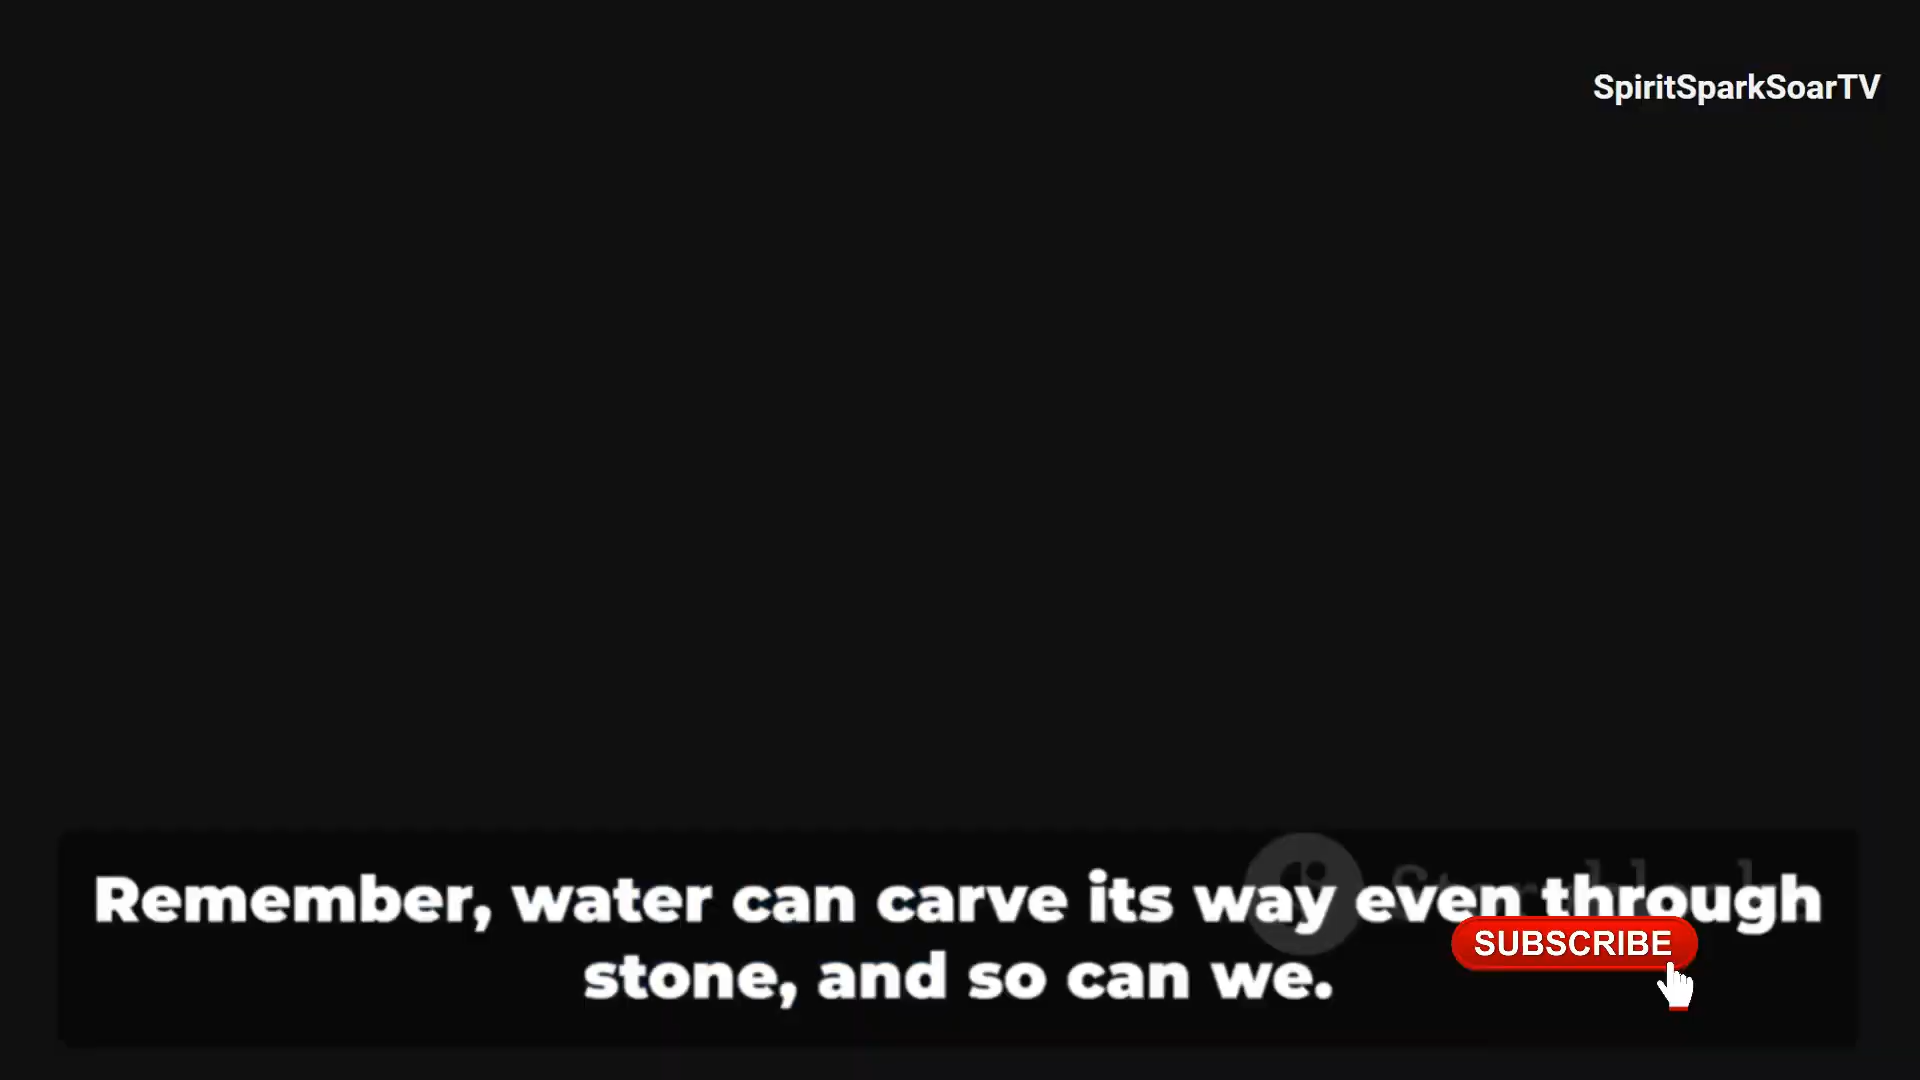 SpiritSparkSoarTV
Remember, water can carve its way even through
stone, and so can we.
SUBSCRIBE